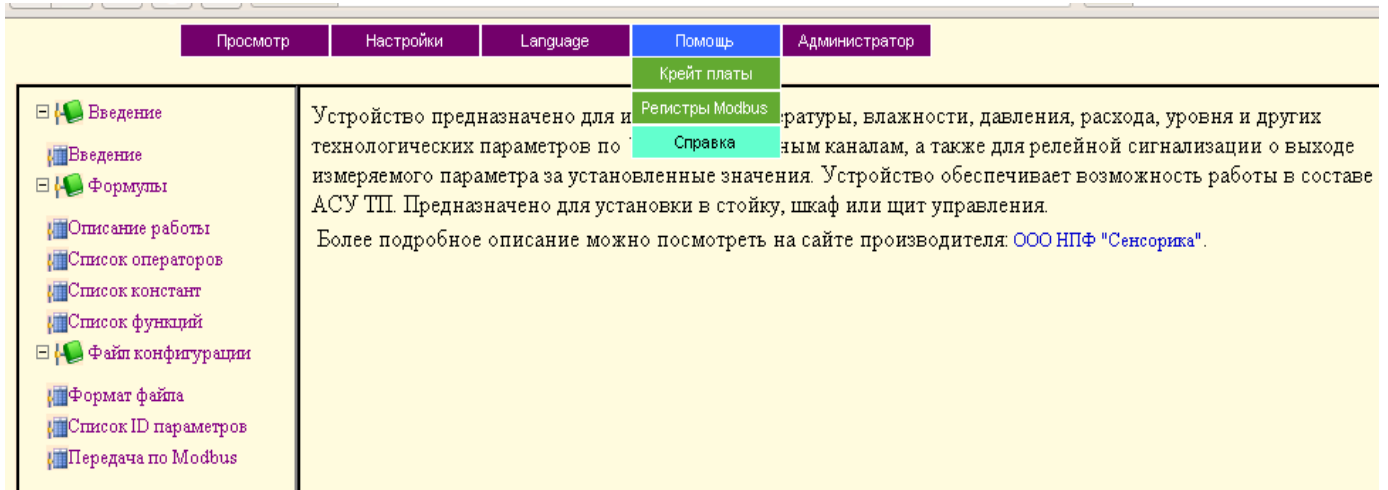 Просмотр Настройки Language Помощь Администратор
Крейт платы
Регистры Modbus
Справка
Введение
Введение
Формулы
Описание работы
Список операторов
Список констант
Список функций
Файл конфигурации
Формат файла
Список ID параметров
Передача по Modbus
Устройство предназначено для и ратуры, влажности, давления, расхода, уровня и других
технологических параметров по ным каналам, а также для релейной сигнализации о выходе
измеряемого параметра за установленные значения. Устройство обеспечивает возможность работы в составе
АСУ ТП. Предназначено для установки в стойку, шкаф или щит управления.
Более подробное описание можно посмотреть на сайте производителя: ООО НПФ "Сенсорика".